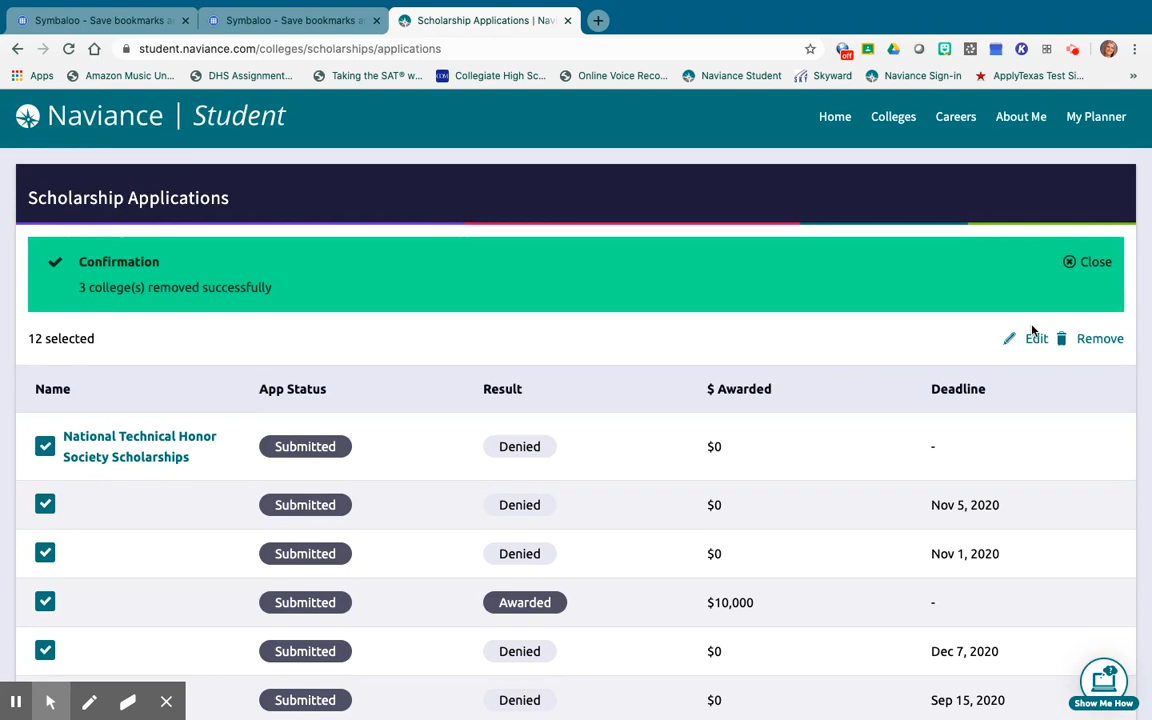 Symbaloo - Save bookmarks a
Symbaloo - Save bookmarks a
Scholarship Applications | Navi
student.naviance.com/colleges/scholarships/applications
off
Apps
Amazon Music Un...
DHS Assignment...
Taking the SAT® w...
Collegiate High Sc...
Online Voice Reco...
Naviance Student
Skyward
Naviance Sign-in
ApplyTexas Test Si...
»
Naviance | Student
Home
Colleges
Careers
About Me
My Planner
Scholarship Applications
Confirmation
Close
3 college(s) removed successfully
12 selected
Edit
Remove
Name App Status Result $ Awarded Deadline
National Technical Honor
Society Scholarships
Submitted Denied $0 -
Submitted Denied $0 Nov 5, 2020
Submitted Denied $0 Nov 1, 2020
Submitted Awarded $10,000 -
Submitted Denied $0 Dec 7, 2020
Submitted Denied $0 Sep 15, 2020
Show Me How